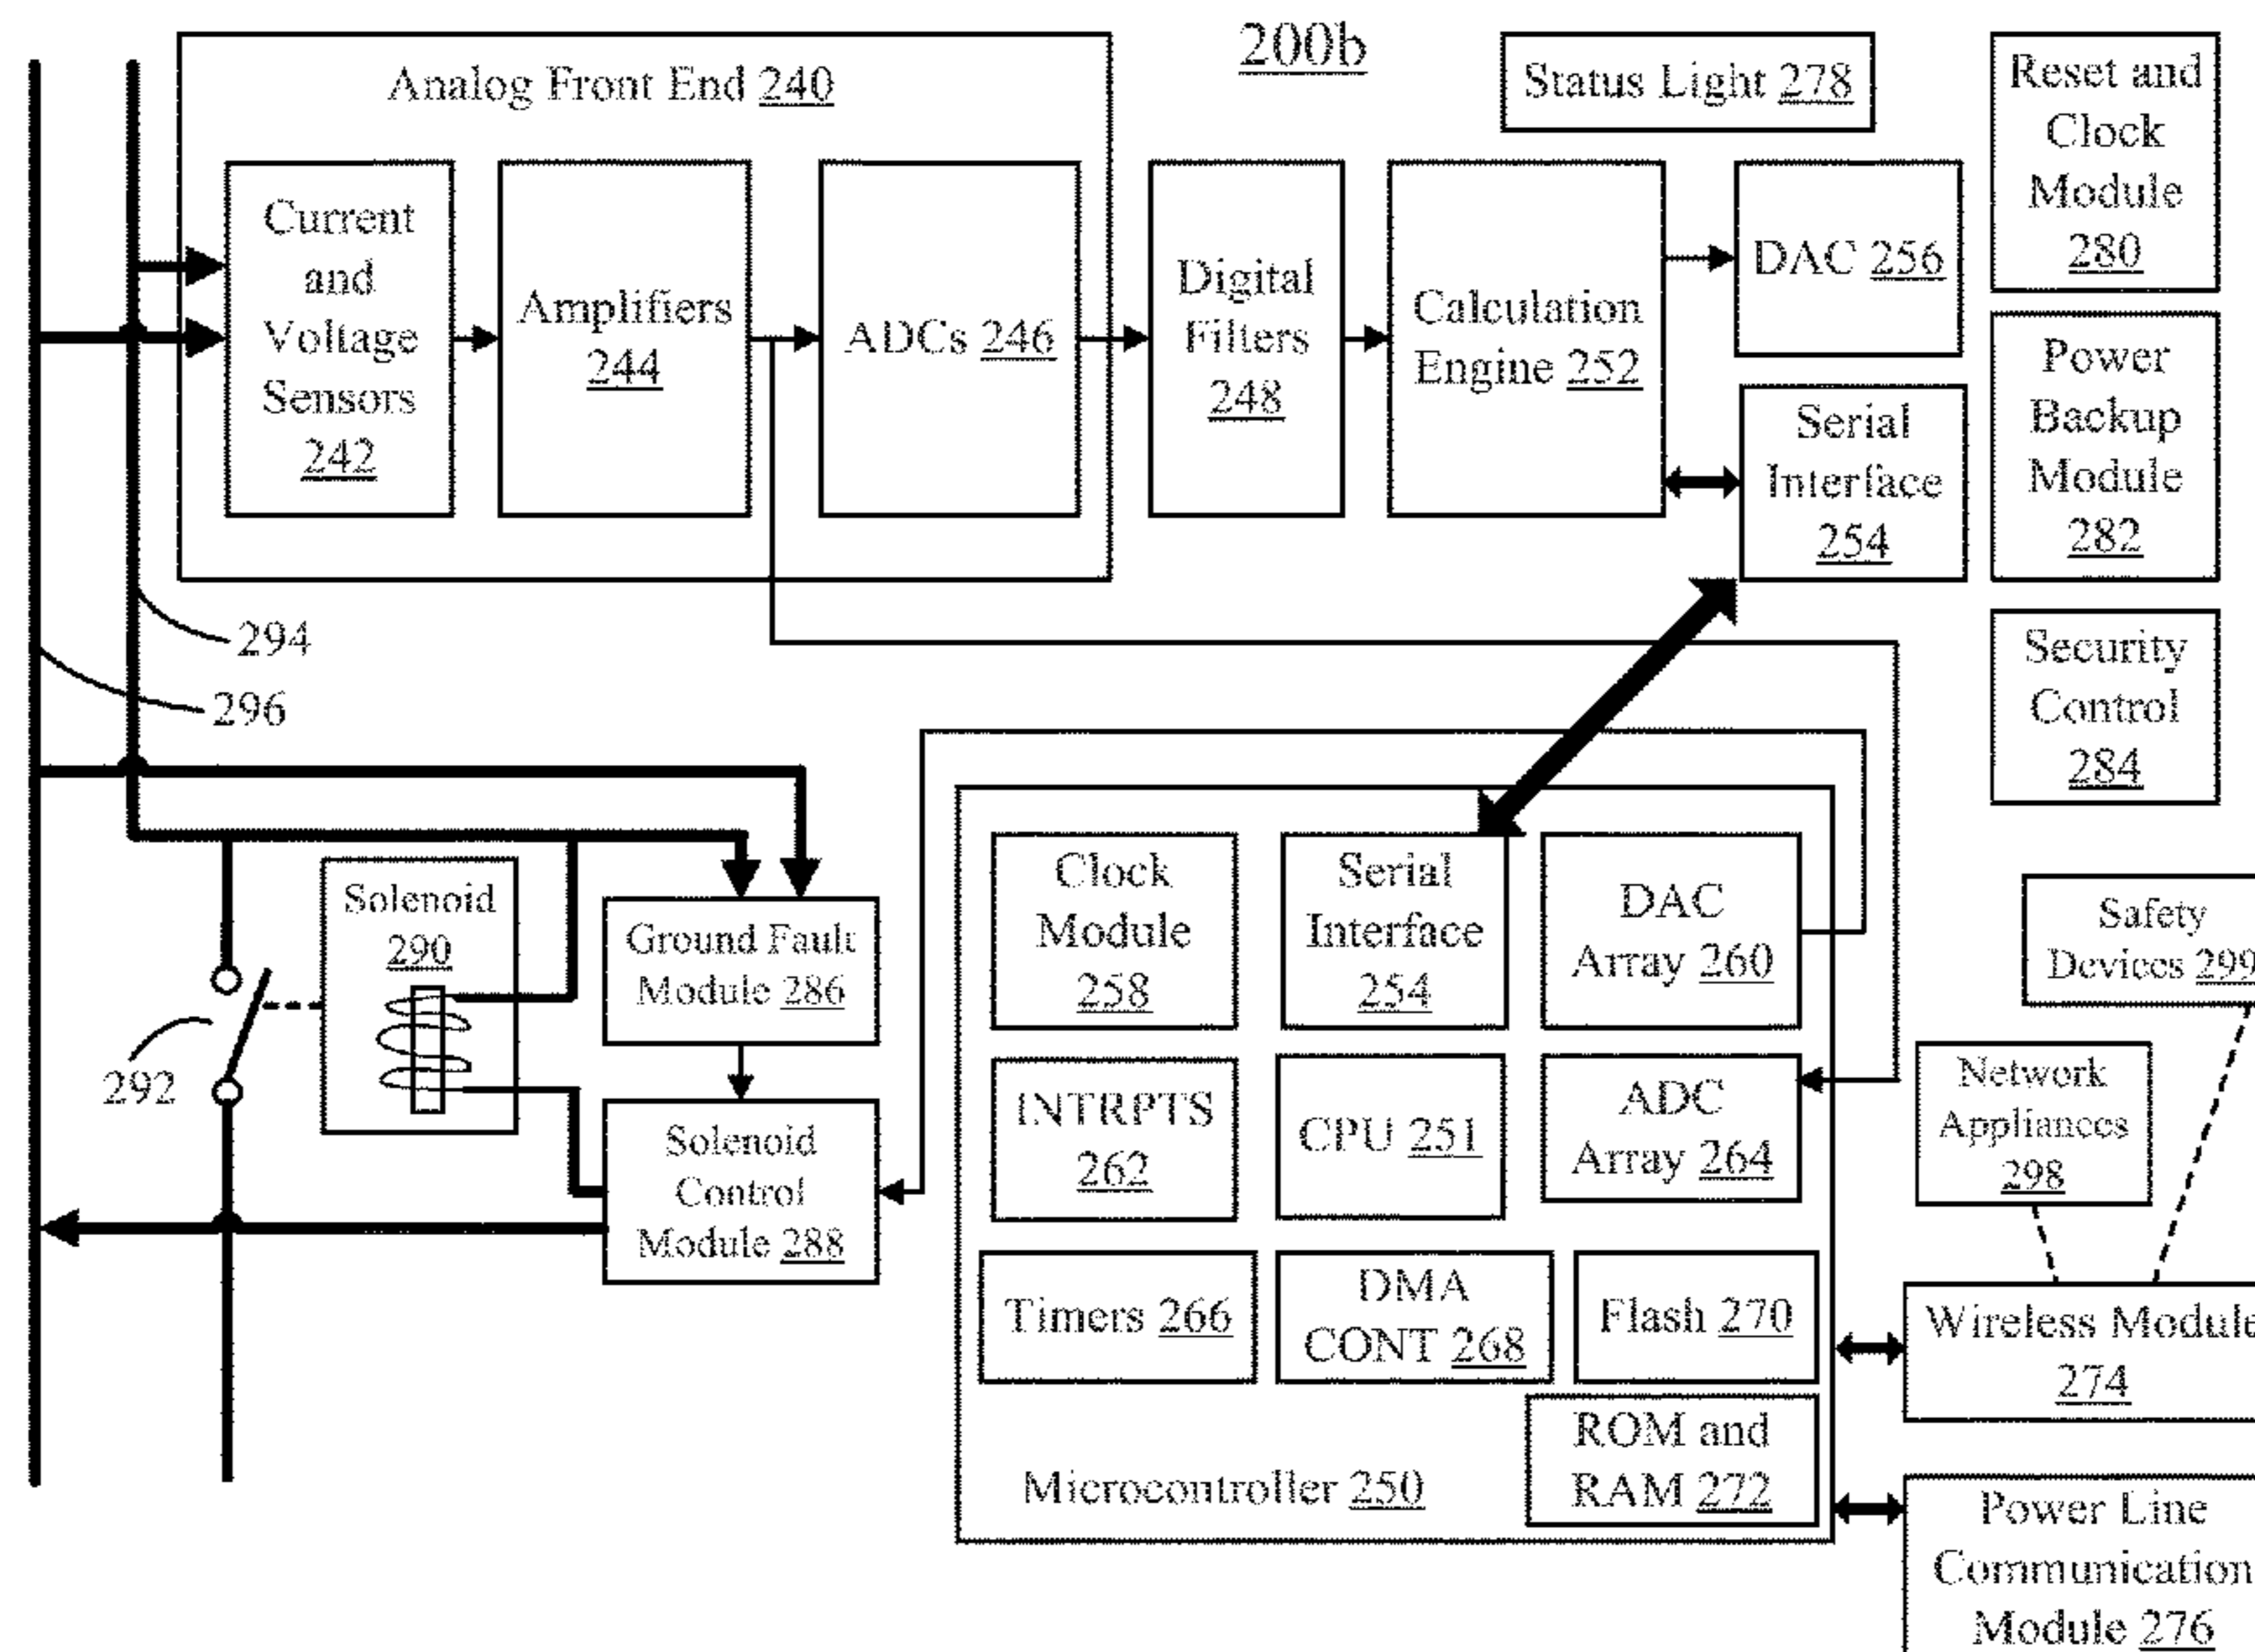 200b
Analog Front End 240
Status Light 278
Reset and
Clock
Module
280
Current
and
Voltage
Sensors
242
Amplifiers
244
ADCs 246
Digital
Filters
248
Calculation
Engine 252
DAC 256
Serial
Interface
254
Power
Backup
Module
282
Security
Control
284
294
296
292
Solenoid
290
Ground Fault
Module 286
Solenoid
Control
Module 288
Clock
Module
258
Serial
Interface
254
DAC
Array 260
INTRPTS
262
CPU 251
ADC
Array 264
Timers 266
DMA
CONT 268
Flash 270
ROM and
RAM 272
Microcontroller 250
Safety
Devices 299
Network
Appliances
298
Wireless Module
274
Power Line
Communication
Module 276